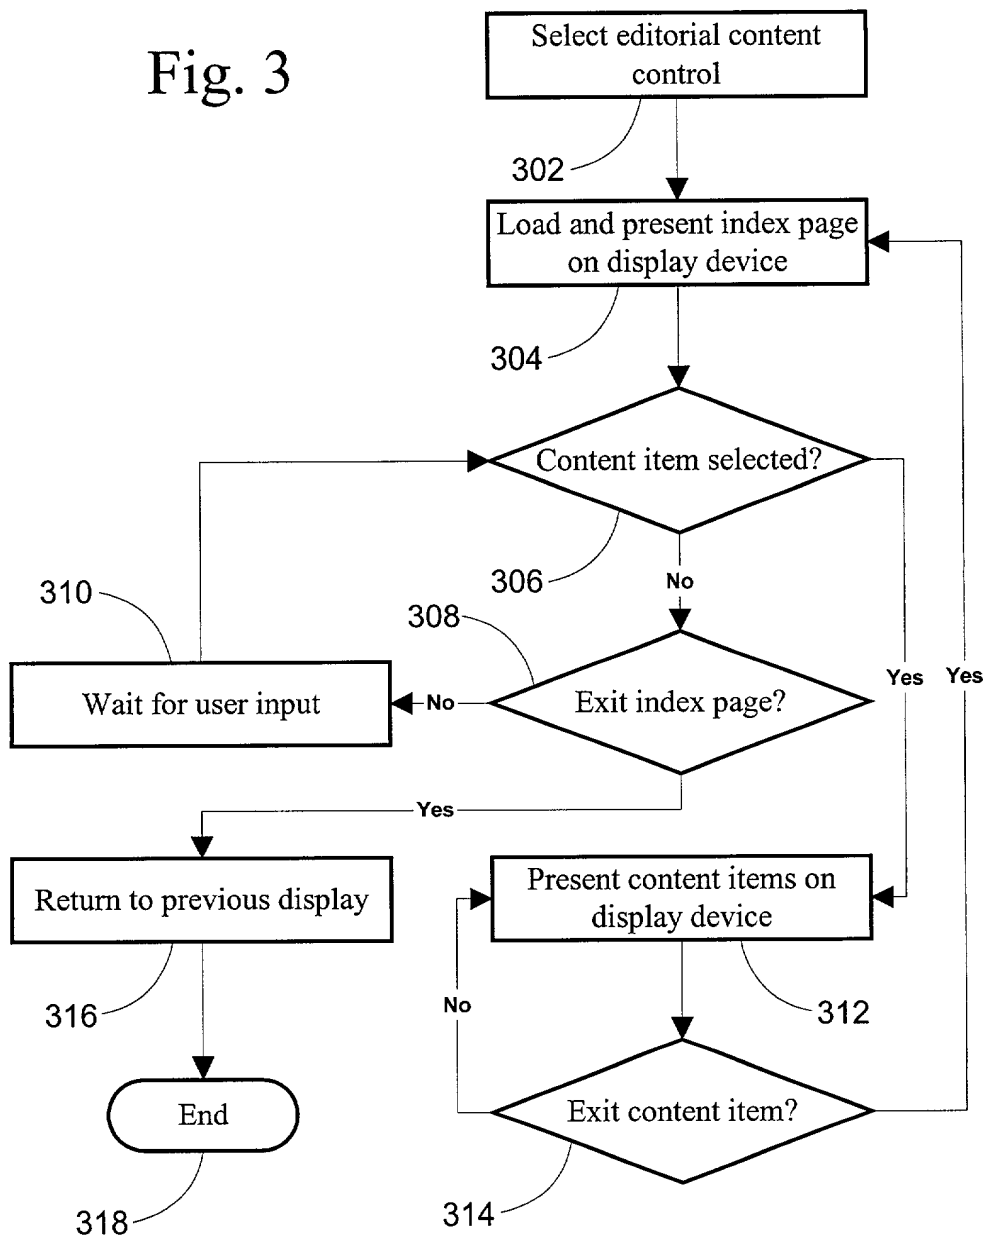 Fig. 3
Select editorial content
control
302
Load and present index page
on display device
304
Content item selected?
306
No
310
308
Wait for user input
No
Exit index page?
Yes
Yes
Yes
Return to previous display
Present content items on
display device
316
No
312
End
Exit content item?
318
314